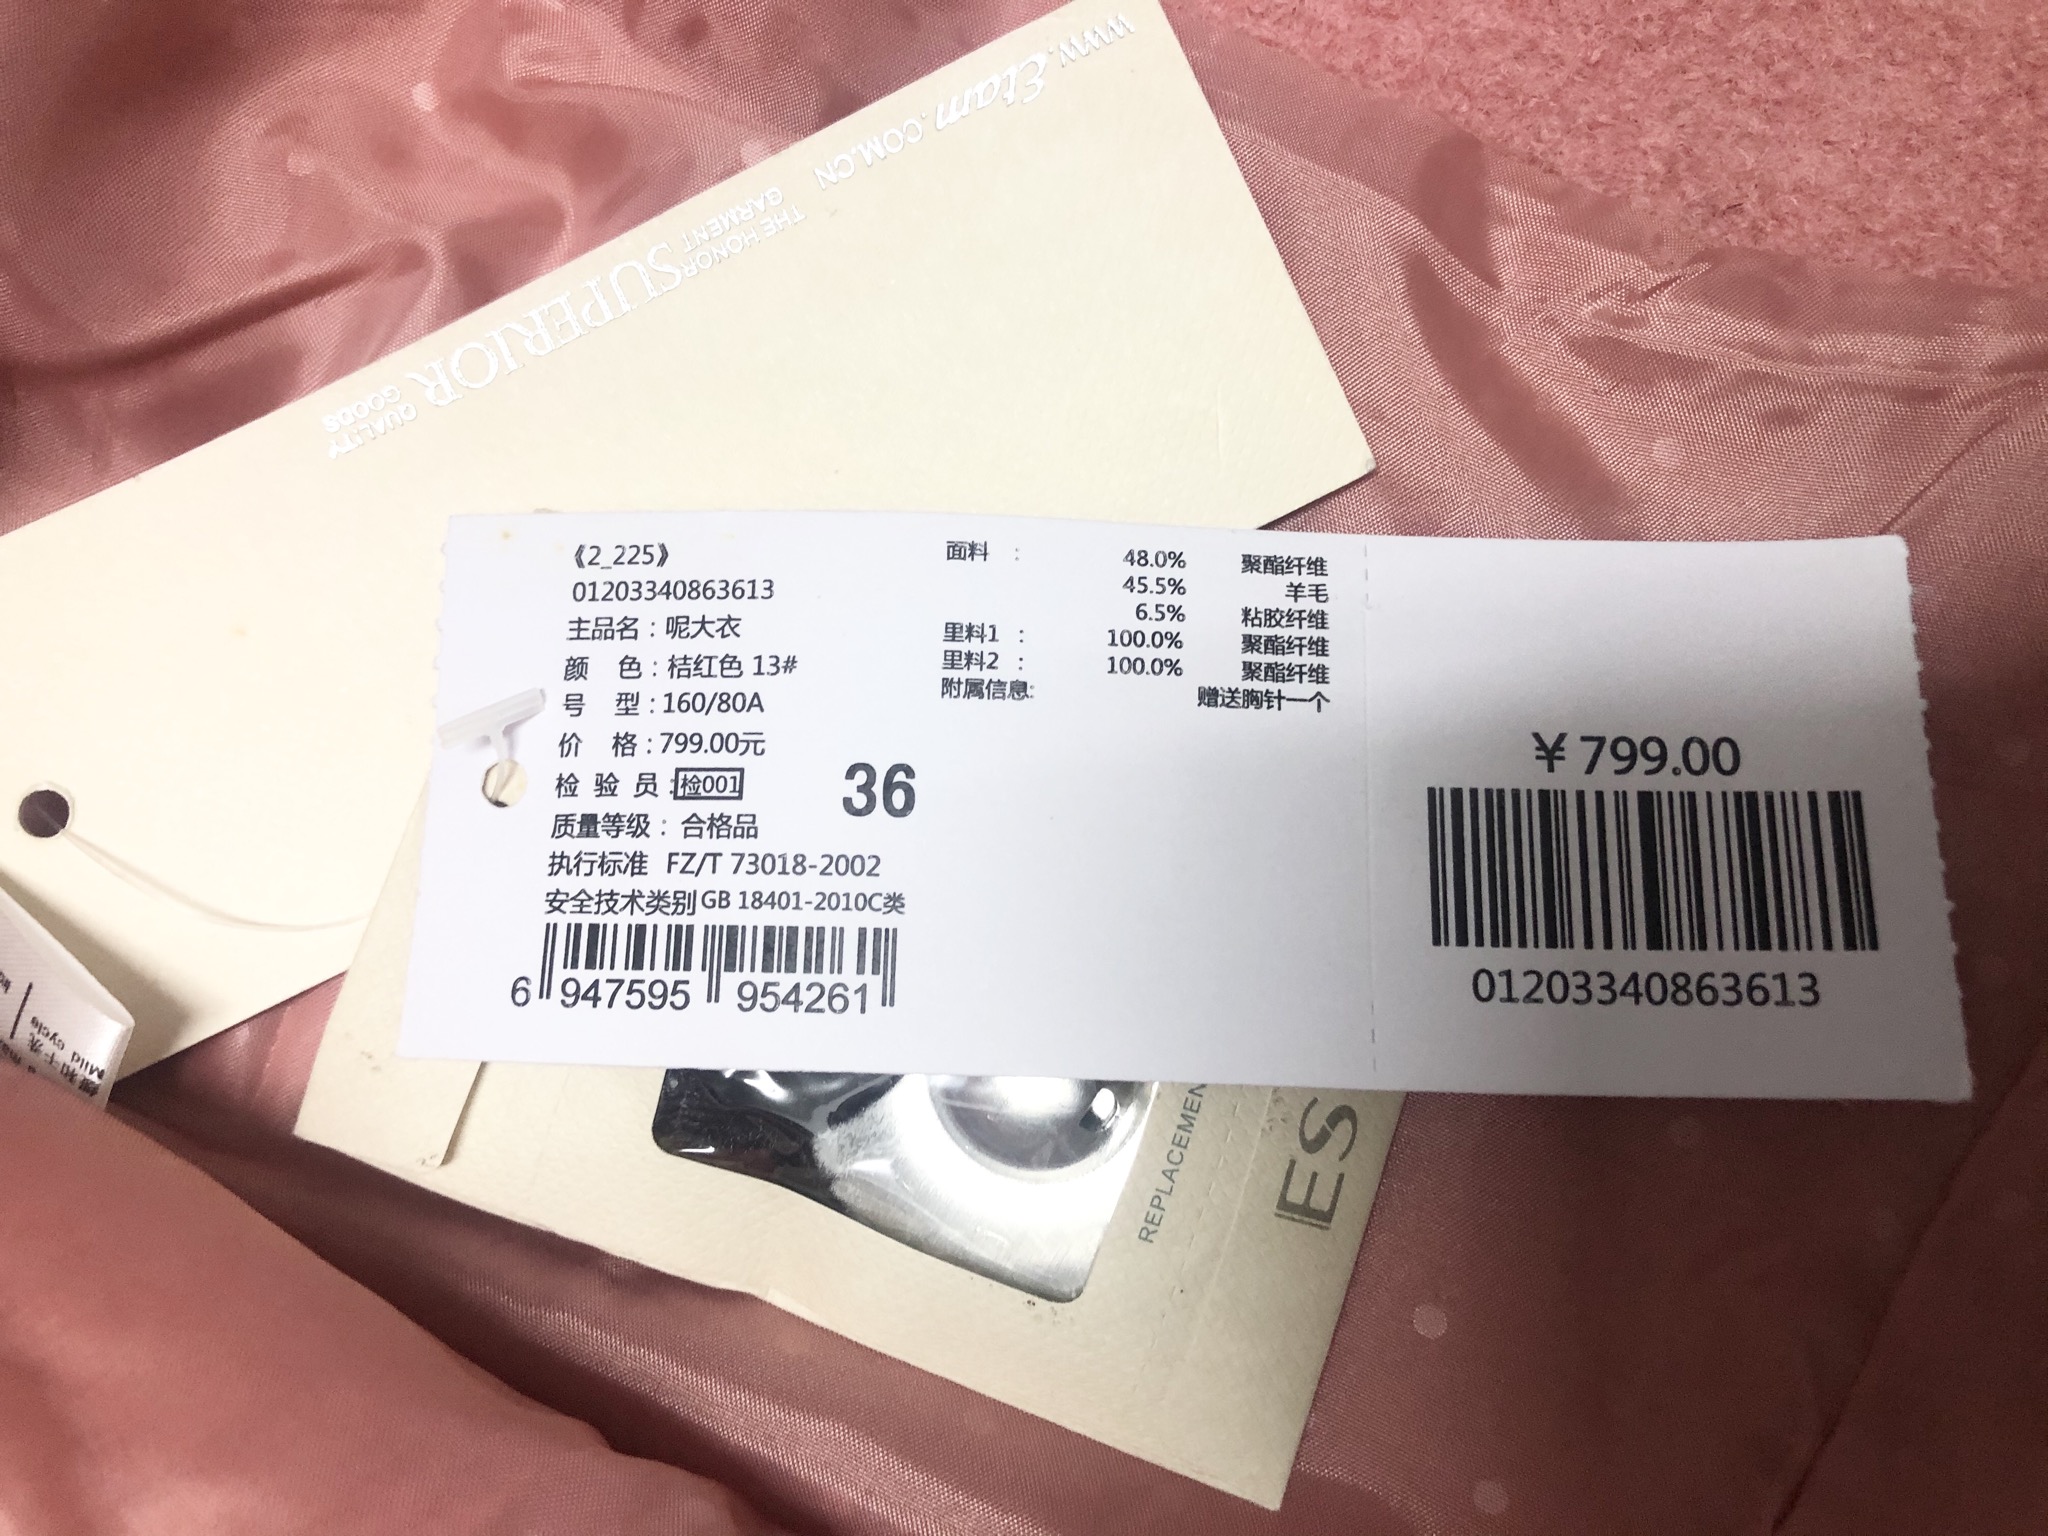 www.Etam.COM.CN
THE HONOR
GARMENT
SUPERIOR
QUALITY
GOODS
《2_225》
01203340863613
主品名：呢大衣
颜 色：桔红色 13#
号 型：160/80A
价 格：799.00元
检 验 员：检001
36
质量等级：合格品
执行标准 FZ/T 73018-2002
安全技术类别 GB 18401-2010C类
6 947595 954261
面料 ： 48.0% 聚酯纤维
45.5% 羊毛
6.5% 粘胶纤维
里料1 ： 100.0% 聚酯纤维
里料2 ： 100.0% 聚酯纤维
附属信息: 赠送胸针一个
¥799.00
01203340863613
REPLACEMEN
ES
Mild cycle